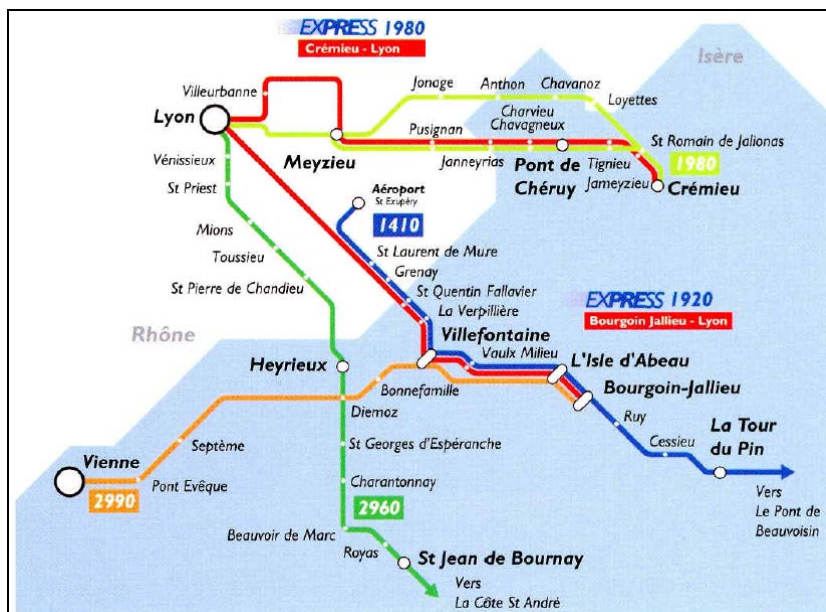 EXPRESS 1980
Crémieu - Lyon
Isère
Villeurbanne
Jonage
Anthon
Chavanoz
Loyettes
Lyon
Charvieu
Chavagneux
Pusignan
St Romain de Jalionas
Meyzieu
Janneyrias
Pont de
Chéruy
Tignieu
Jameyzieu
1980
Crémieu
Vénissieux
St Priest
Aéroport
St Exupéry
1410
Mions
Toussieu
St Pierre de Chandieu
St Laurent de Mure
Grenay
St Quentin Fallavier
La Verpillière
EXPRESS 1920
Bourgoin Jallieu - Lyon
Rhône
Villefontaine
Vaulx Milieu
L'Isle d'Abeau
Heyrieux
Bonnefamille
Bourgoin-Jallieu
Diemoz
Ruy
Septème
St Georges d'Espéranche
Cessieu
La Tour
du Pin
Vienne
2990
Pont Evêque
Charantonnay
2960
Vers
Le Pont de
Beauvoisin
Beauvoir de Marc
Royas
St Jean de Bournay
Vers
La Côte St André